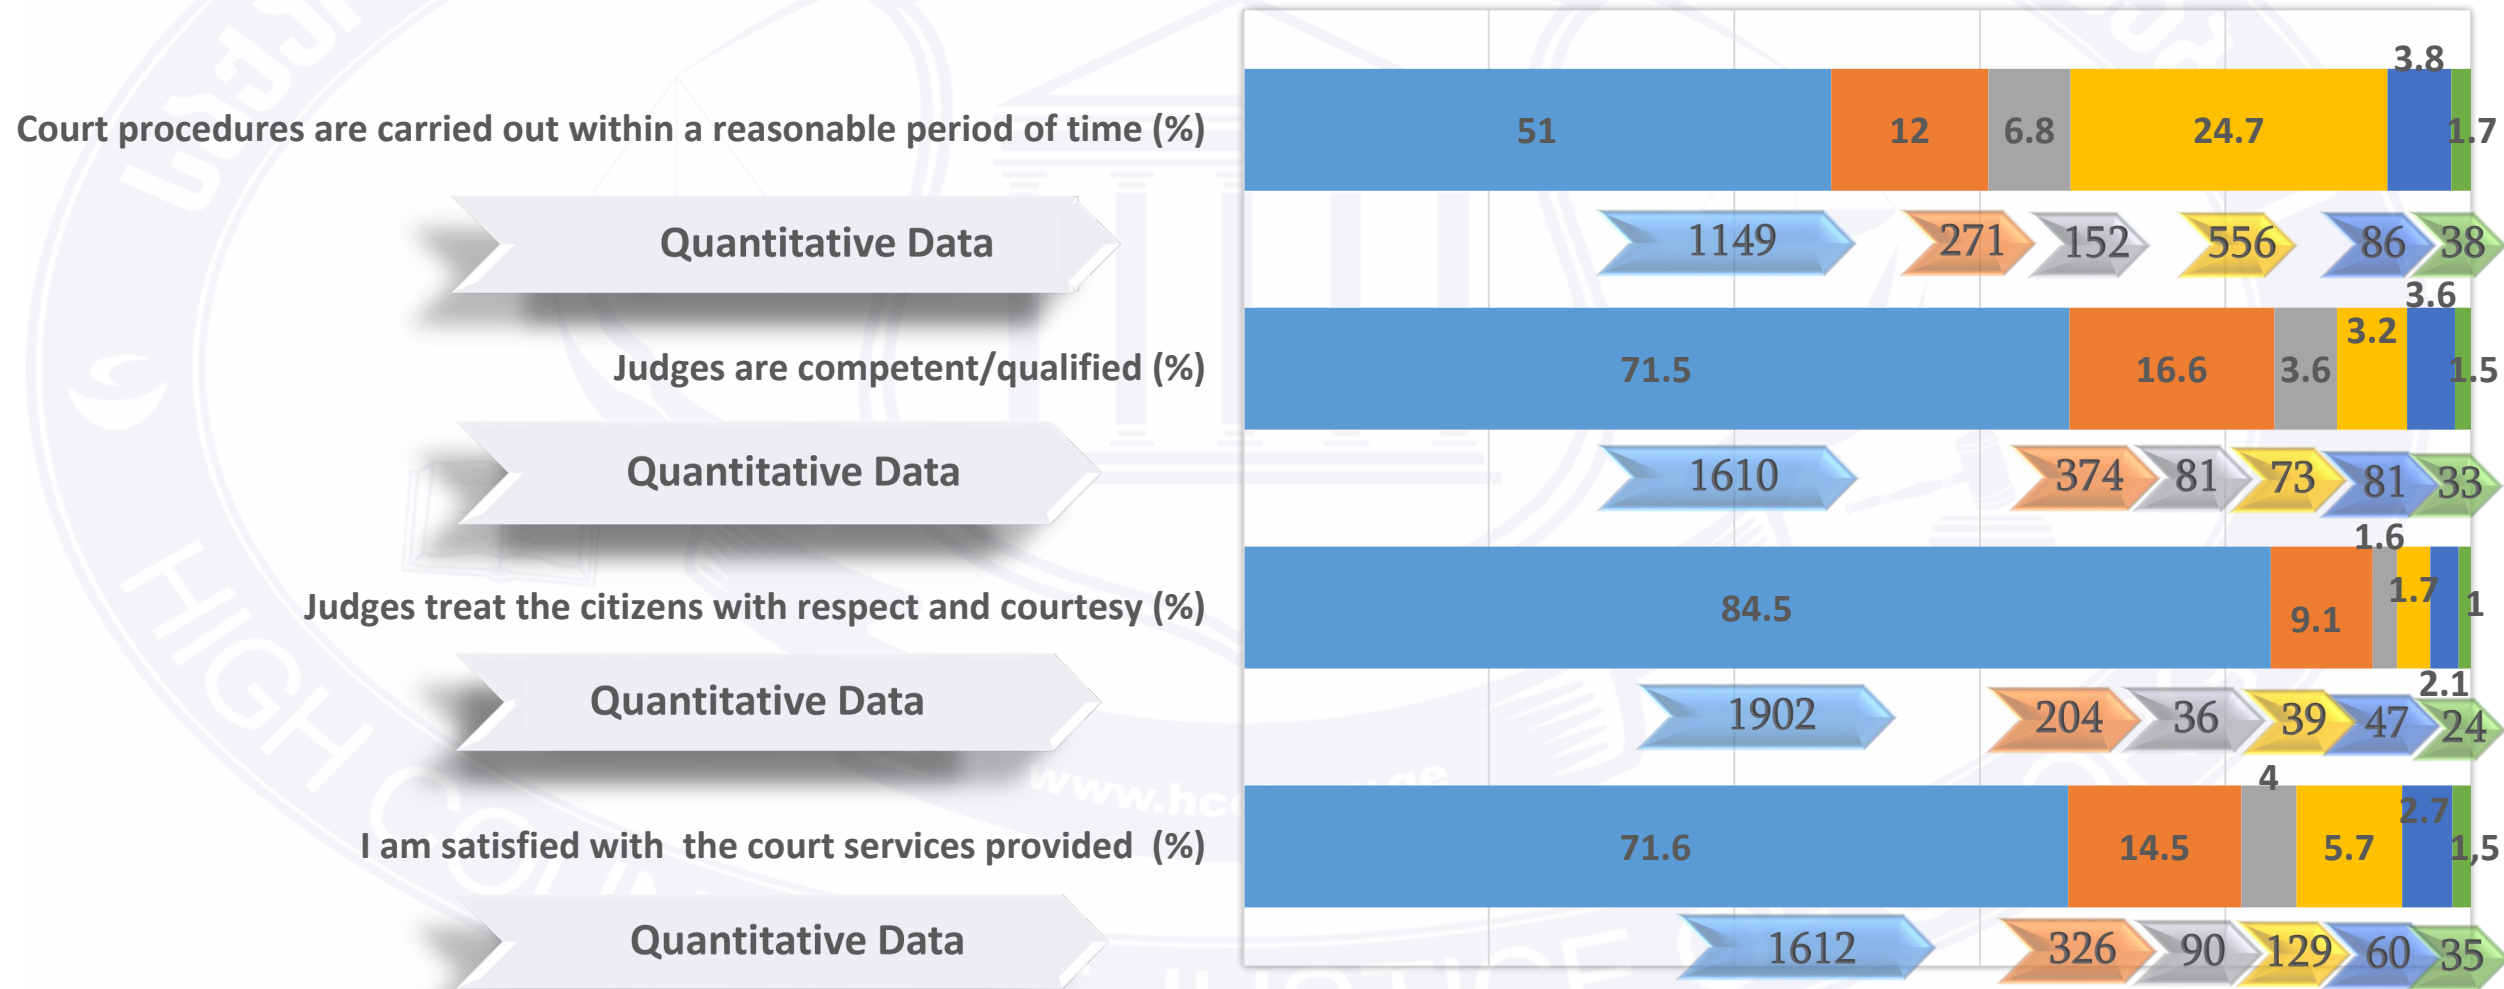 3.8
Court procedures are carried out within a reasonable period of time (%)
51 12 6.8 24.7 1.7
Quantitative Data
1149 271 152 556 86 38
3.6
3.2
Judges are competent/qualified (%)
71.5 16.6 3.6 1.5
Quantitative Data
1610 374 81 73 81 33
1.6
1.7
Judges treat the citizens with respect and courtesy (%)
84.5 9.1 1
2.1
Quantitative Data
1902 204 36 39 47 24
4
2.7
I am satisfied with the court services provided (%)
71.6 14.5 5.7 1,5
Quantitative Data
1612 326 90 129 60 35
HIGH